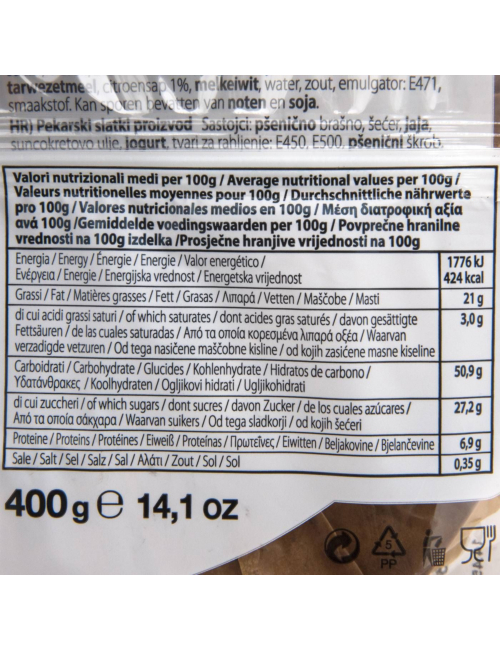 tarwezetmeel, citroensap 1%, melkeiwit, water, zout, emulgator: E471,
smaakstof. Kan sporen bevatten van noten en soja.
HR) Pekarski slatki proizvod Sastojci: pšenično brašno, šećer, jaja,
suncokretovo ulje, jogurt, tvari za rahljenje: E450, E500, pšenični škrob,
Valori nutrizionali medi per 100g / Average nutritional values per 100g /
Valeurs nutritionelles moyennes pour 100g / Durchschnittliche nährwerte
pro 100g / Valores nutricionales medios en 100g / Μέση διατροφική αξία
ανά 100g /Gemiddelde voedingswaarden per 100g / Povprečne hranilne
vrednosti na 100g izdelka /Prosječne hranjive vrijednosti na 100g
Energia / Energy / Énergie / Energie / Valor energético / 1776 kJ
Ενέργεια / Energie / Energijska vrednost / Energetska vrijednost 424 kcal
Grassi / Fat / Matières grasses / Fett / Grasas / Λιπαρά / Vetten / Maščobe / Masti 21 g
di cui acidi grassi saturi / of which saturates / dont acides gras saturés / davon gesättigte 3,0 g
Fettsäuren / de las cuales saturadas / Από τα οποία κορεσμένα λιπαρά οξέα / Waarvan
verzadigde vetzuren / Od tega nasičene maščobne kisline / od kojih zasićene masne kiseline
Carboidrati / Carbohydrate / Glucides / Kohlenhydrate / Hidratos de carbono / 50,9 g
Υδατάνθρακες / Koolhydraten / Ogljikovi hidrati / Ugljikohidrati
di cui zuccheri / of which sugars / dont sucres / davon Zucker / de los cuales azúcares / 27,2 g
Από τα οποία σάκχαρα / Waarvan suikers / Od tega sladkorji / od kojih šećeri
Proteine / Proteins / Protéines / Eiweiß / Proteínas / Πρωτεΐνες / Eiwitten / Beljakovine / Bjelančevine 6,9 g
Sale / Salt / Sel / Salz / Sal / Αλάτι / Zout / Sol / Sol 0,35 g
400 g ℮ 14,1 oz
5
PP